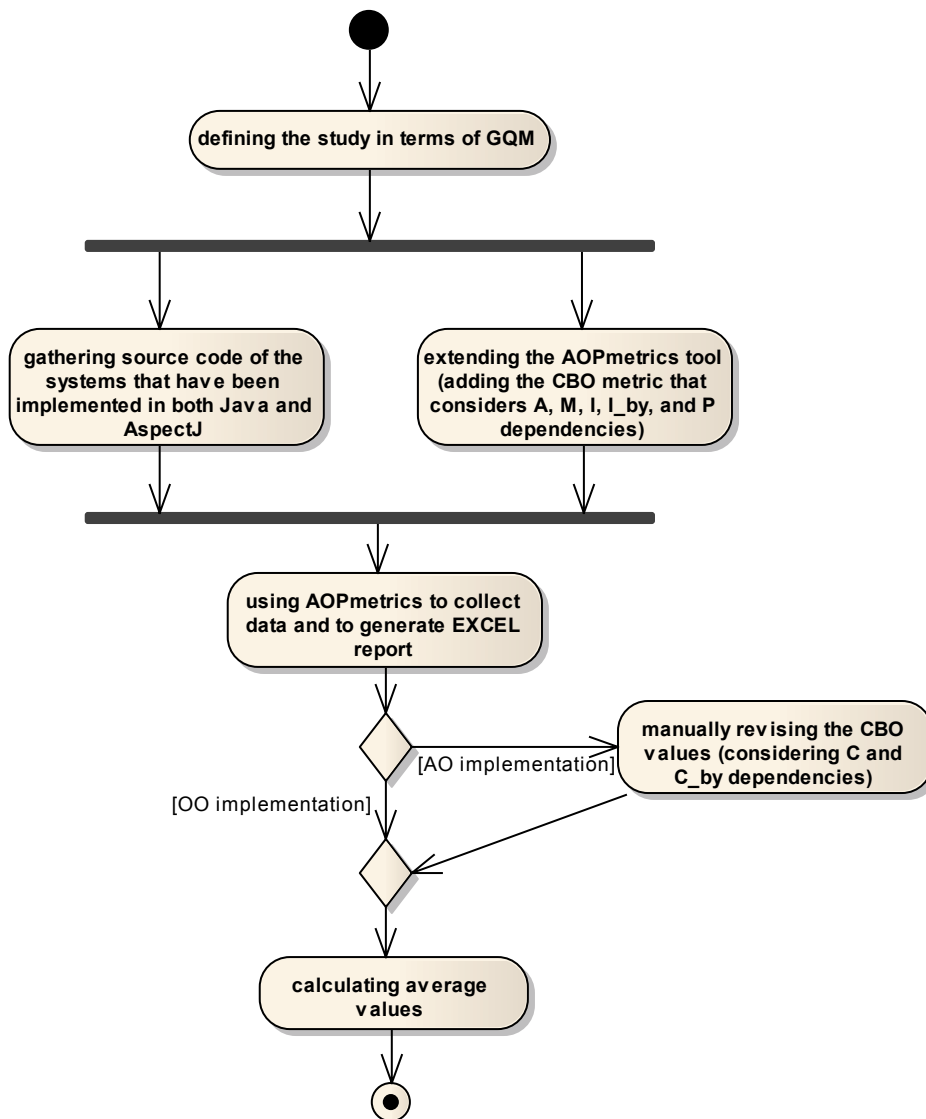 defining the study in terms of GQM
gathering source code of the
systems that have been
implemented in both Java and
AspectJ
extending the AOPmetrics tool
(adding the CBO metric that
considers A, M, I, I_by, and P
dependencies)
using AOPmetrics to collect
data and to generate EXCEL
report
manually revising the CBO
values (considering C and
C_by dependencies)
[AO implementation]
[OO implementation]
calculating average
values